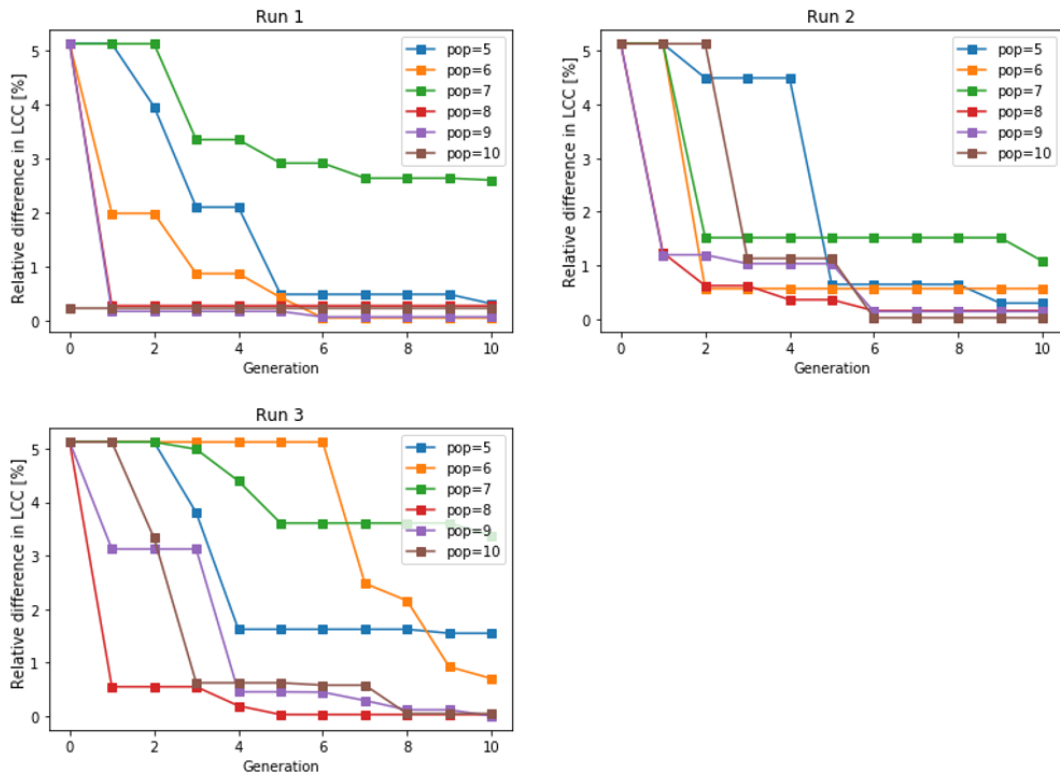 Run 1
Relative difference in LCC [%]
5
4
3
2
1
0
pop=5
pop=6
pop=7
pop=8
pop=9
pop=10
0 2 4 6 8 10
Generation
Run 2
Relative difference in LCC [%]
5
4
3
2
1
0
pop=5
pop=6
pop=7
pop=8
pop=9
pop=10
0 2 4 6 8 10
Generation
Run 3
Relative difference in LCC [%]
5
4
3
2
1
0
pop=5
pop=6
pop=7
pop=8
pop=9
pop=10
0 2 4 6 8 10
Generation